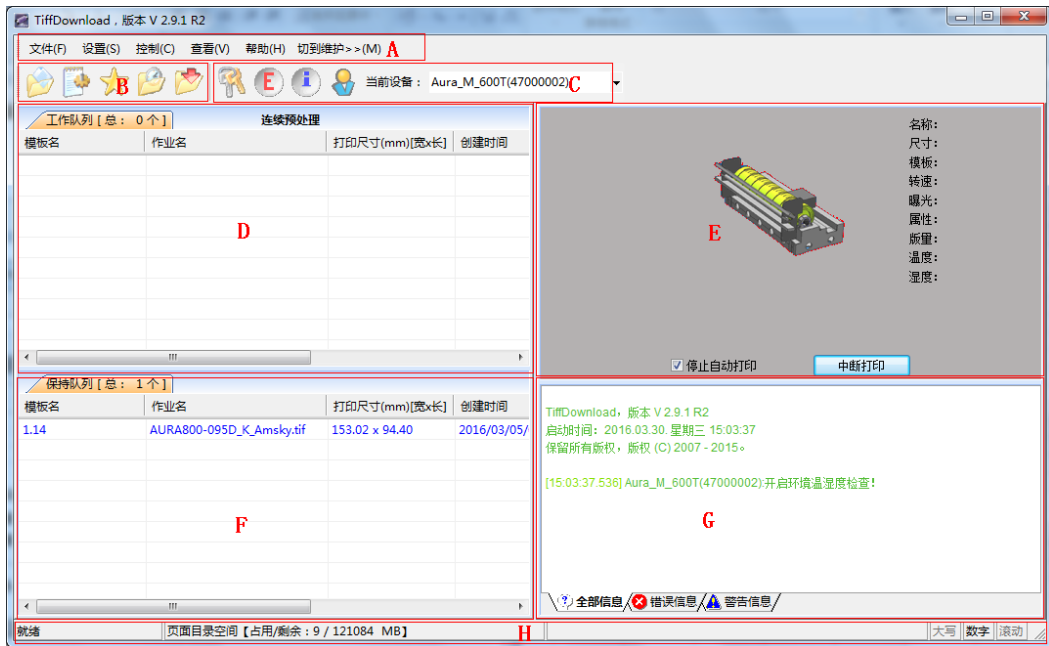 TiffDownload，版本 V 2.9.1 R2
文件(F) 设置(S) 控制(C) 查看(V) 帮助(H) 切到维护>>(M) A
B E i 当前设备： Aura_M_600T(47000002) C
工作队列 [ 总： 0 个 ] 连续预处理
模板名 作业名 打印尺寸(mm)[宽x长] 创建时间
D
名称：
尺寸：
模板：
转速：
曝光：
属性：
版量：
温度：
湿度：
E
停止自动打印 中断打印
保持队列 [ 总： 1 个 ]
模板名 作业名 打印尺寸(mm)[宽x长] 创建时间
1.14 AURA800-095D_K_Amsky.tif 153.02 x 94.40 2016/03/05/
F
TiffDownload，版本 V 2.9.1 R2
启动时间：2016.03.30. 星期三 15:03:37
保留所有版权，版权 (C) 2007 - 2015。
[15:03:37.536] Aura_M_600T(47000002):开启环境温湿度检查！
G
全部信息 错误信息 警告信息
就绪 页面目录空间【占用/剩余：9 / 121084 MB】 H 大写 数字 滚动